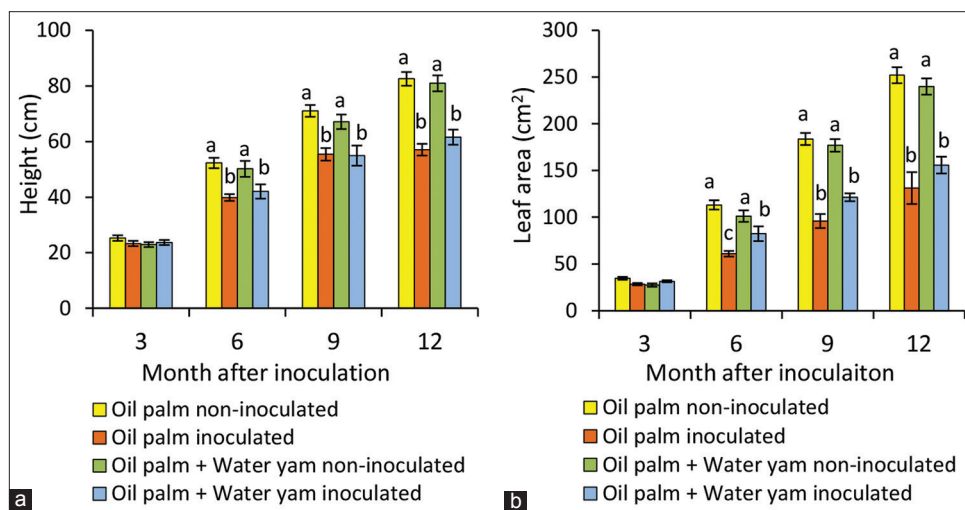 100
80
60
40
20
0
Height (cm)
a
b
a
b
a
b
a
b
a
b
a
b
3
6
9
12
Month after inoculation
Oil palm non-inoculated
Oil palm inoculated
Oil palm + Water yam non-inoculated
Oil palm + Water yam inoculated
a
300
250
200
150
100
50
0
Leaf area (cm²)
a
c
a
b
a
b
a
b
a
b
a
b
3
6
9
12
Month after inoculaiton
Oil palm non-inoculated
Oil palm inoculated
Oil palm + Water yam non-inoculated
Oil palm + Water yam inoculated
b